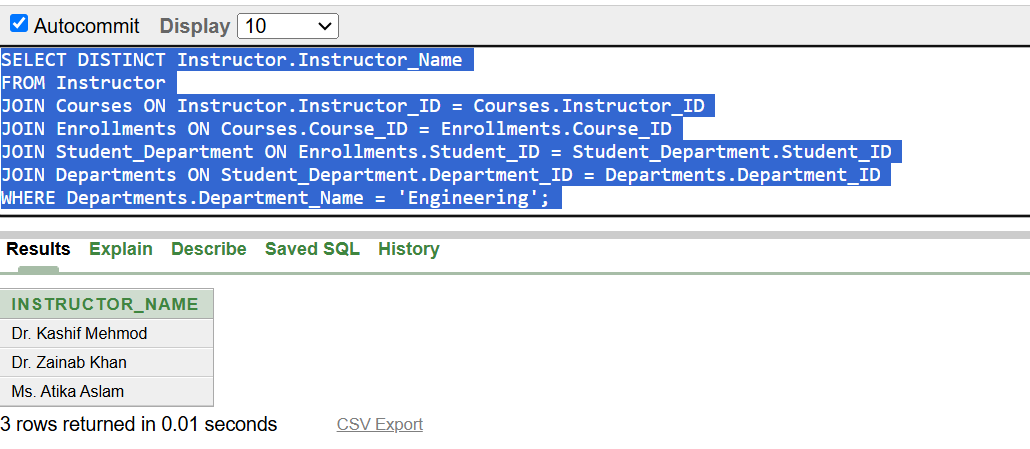 Autocommit Display 10
SELECT DISTINCT Instructor.Instructor_Name
FROM Instructor
JOIN Courses ON Instructor.Instructor_ID = Courses.Instructor_ID
JOIN Enrollments ON Courses.Course_ID = Enrollments.Course_ID
JOIN Student_Department ON Enrollments.Student_ID = Student_Department.Student_ID
JOIN Departments ON Student_Department.Department_ID = Departments.Department_ID
WHERE Departments.Department_Name = 'Engineering';
Results Explain Describe Saved SQL History
INSTRUCTOR_NAME
Dr. Kashif Mehmod
Dr. Zainab Khan
Ms. Atika Aslam
3 rows returned in 0.01 seconds CSV Export